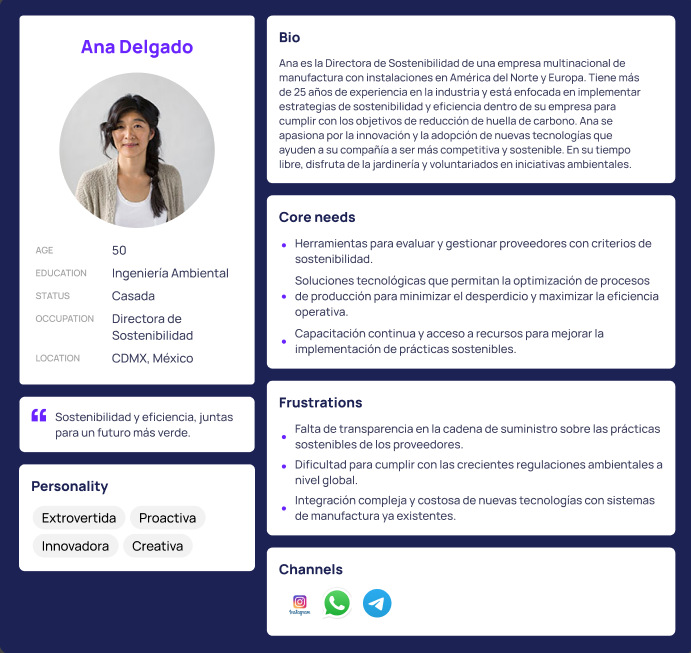 Ana Delgado
AGE 50
EDUCATION Ingeniería Ambiental
STATUS Casada
OCCUPATION Directora de
Sostenibilidad
LOCATION CDMX, México
Sostenibilidad y eficiencia, juntas
para un futuro más verde.
Personality
Extrovertida Proactiva
Innovadora Creativa
Bio
Ana es la Directora de Sostenibilidad de una empresa multinacional de
manufactura con instalaciones en América del Norte y Europa. Tiene más
de 25 años de experiencia en la industria y está enfocada en implementar
estrategias de sostenibilidad y eficiencia dentro de su empresa para
cumplir con los objetivos de reducción de huella de carbono. Ana se
apasiona por la innovación y la adopción de nuevas tecnologías que
ayuden a su compañía a ser más competitiva y sostenible. En su tiempo
libre, disfruta de la jardinería y voluntariados en iniciativas ambientales.
Core needs
Herramientas para evaluar y gestionar proveedores con criterios de
sostenibilidad.
Soluciones tecnológicas que permitan la optimización de procesos
de producción para minimizar el desperdicio y maximizar la eficiencia
operativa.
Capacitación continua y acceso a recursos para mejorar la
implementación de prácticas sostenibles.
Frustrations
Falta de transparencia en la cadena de suministro sobre las prácticas
sostenibles de los proveedores.
Dificultad para cumplir con las crecientes regulaciones ambientales a
nivel global.
Integración compleja y costosa de nuevas tecnologías con sistemas
de manufactura ya existentes.
Channels
Instagram